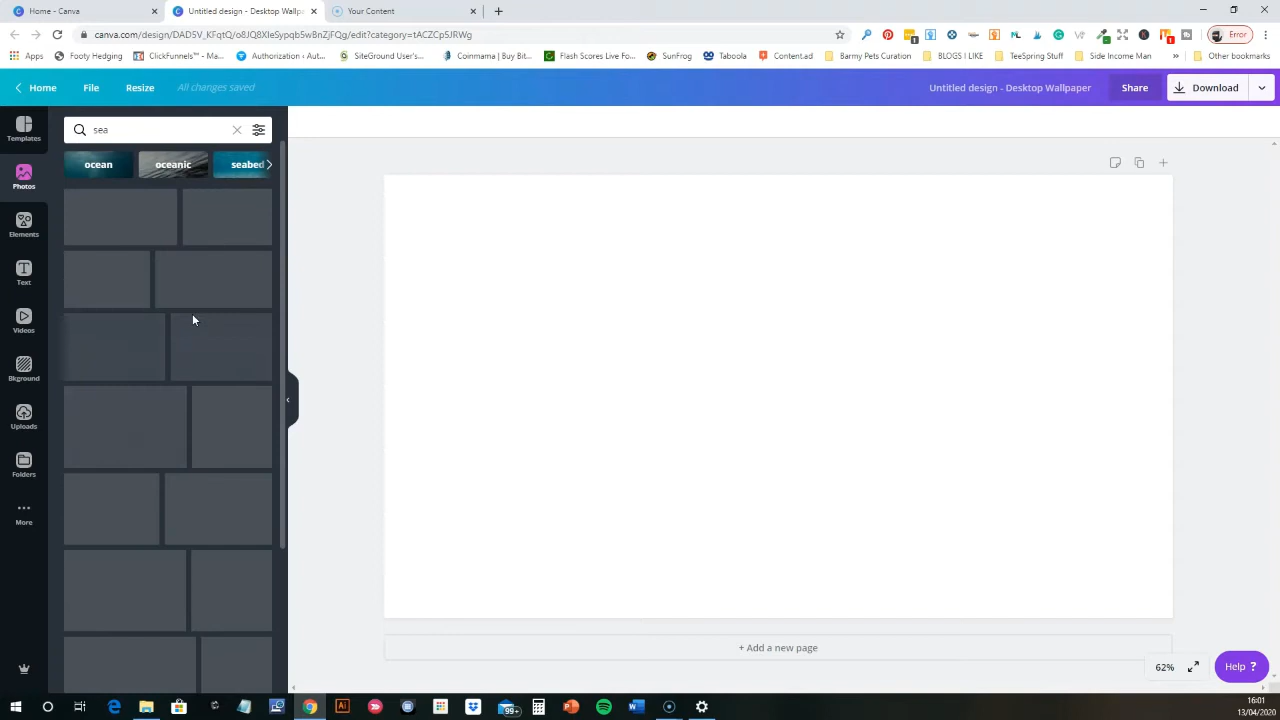 Home - Canva
Untitled design - Desktop Wallpa
Your Content
canva.com/design/DAD5V_KFqtQ/o8JQ8XIeSypqb5wBnZjFQg/edit?category=tACZCp5JRWg
Error
Apps
Footy Hedging
ClickFunnels™ Marke...
Authorization ‹ Aut...
SiteGround User's...
Coinmama | Buy Bit...
Flash Scores Live Fo...
SunFrog
Taboola
Content.ad
Barmy Pets Curation
BLOGS I LIKE
TeeSpring Stuff
Side Income Man
Other bookmarks
Home
File
Resize
All changes saved
Untitled design - Desktop Wallpaper
Share
Download
Templates
Photos
Elements
Text
Videos
Bkground
Uploads
Folders
More
sea
ocean
oceanic
seabed
+ Add a new page
62%
Help ?
99+
16:01
13/04/2020